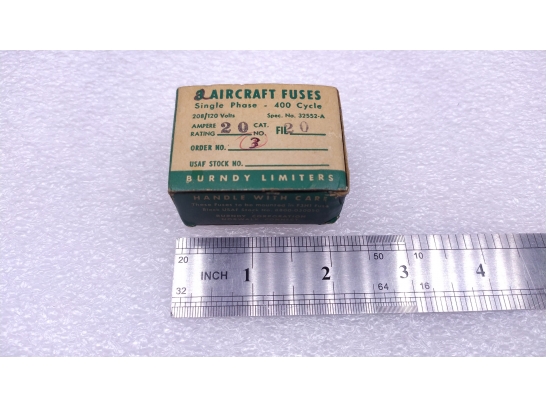 8 AIRCRAFT FUSES
Single Phase - 400 Cycle
208/120 Volts Spec. No. 32552-A
AMPERE RATING 20 CAT. NO. FIL20
ORDER NO. 3
USAF STOCK NO.
BURNDY LIMITERS
HANDLE WITH CARE
20 50 10
INCH 1 2 3 4
32 64 16